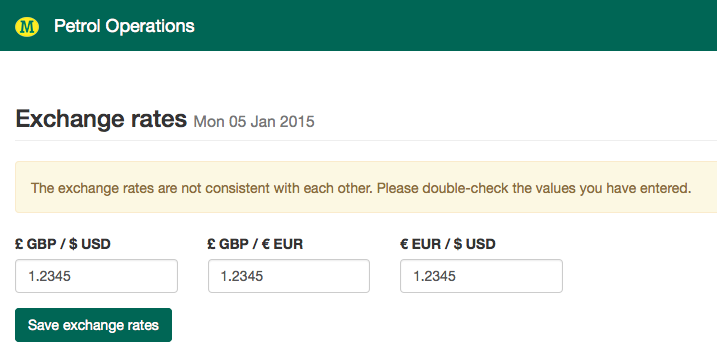 M Petrol Operations
Exchange rates Mon 05 Jan 2015
The exchange rates are not consistent with each other. Please double-check the values you have entered.
£ GBP / $ USD £ GBP / € EUR € EUR / $ USD
1.2345 1.2345 1.2345
Save exchange rates